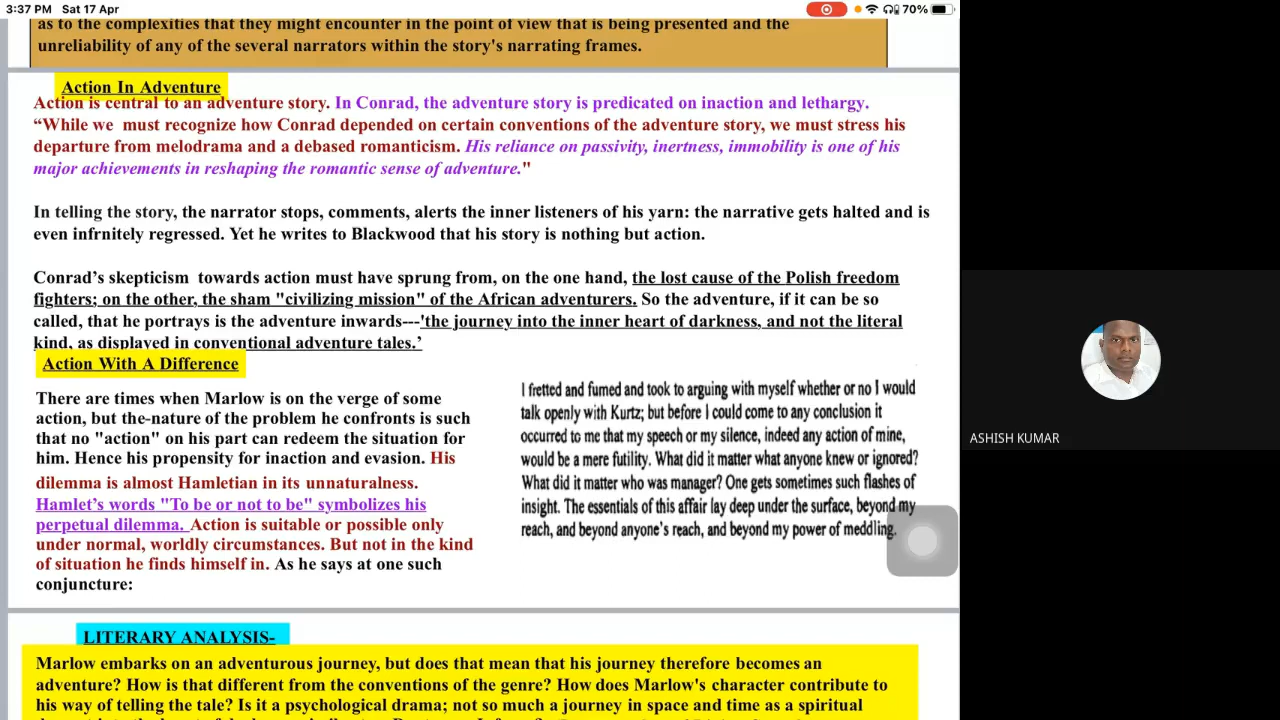 3:37 PM Sat 17 Apr
70%
as to the complexities that they might encounter in the point of view that is being presented and the
unreliability of any of the several narrators within the story's narrating frames.
Action In Adventure
Action is central to an adventure story. In Conrad, the adventure story is predicated on inaction and lethargy.
“While we must recognize how Conrad depended on certain conventions of the adventure story, we must stress his
departure from melodrama and a debased romanticism. His reliance on passivity, inertness, immobility is one of his
major achievements in reshaping the romantic sense of adventure."
In telling the story, the narrator stops, comments, alerts the inner listeners of his yarn: the narrative gets halted and is
even infrnitely regressed. Yet he writes to Blackwood that his story is nothing but action.
Conrad’s skepticism towards action must have sprung from, on the one hand, the lost cause of the Polish freedom
fighters; on the other, the sham "civilizing mission" of the African adventurers. So the adventure, if it can be so
called, that he portrays is the adventure inwards---'the journey into the inner heart of darkness, and not the literal
kind, as displayed in conventional adventure tales.’
Action With A Difference
There are times when Marlow is on the verge of some
action, but the-nature of the problem he confronts is such
that no "action" on his part can redeem the situation for
him. Hence his propensity for inaction and evasion. His
dilemma is almost Hamletian in its unnaturalness.
Hamlet’s words "To be or not to be" symbolizes his
perpetual dilemma. Action is suitable or possible only
under normal, worldly circumstances. But not in the kind
of situation he finds himself in. As he says at one such
conjuncture:
I fretted and fumed and took to arguing with myself whether or no I would
talk openly with Kurtz; but before I could come to any conclusion it
occurred to me that my speech or my silence, indeed any action of mine,
would be a mere futility. What did it matter what anyone knew or ignored?
What did it matter who was manager? One gets sometimes such flashes of
insight. The essentials of this affair lay deep under the surface, beyond my
reach, and beyond anyone's reach, and beyond my power of meddling.
ASHISH KUMAR
LITERARY ANALYSIS-
Marlow embarks on an adventurous journey, but does that mean that his journey therefore becomes an
adventure? How is that different from the conventions of the genre? How does Marlow's character contribute to
his way of telling the tale? Is it a psychological drama; not so much a journey in space and time as a spiritual